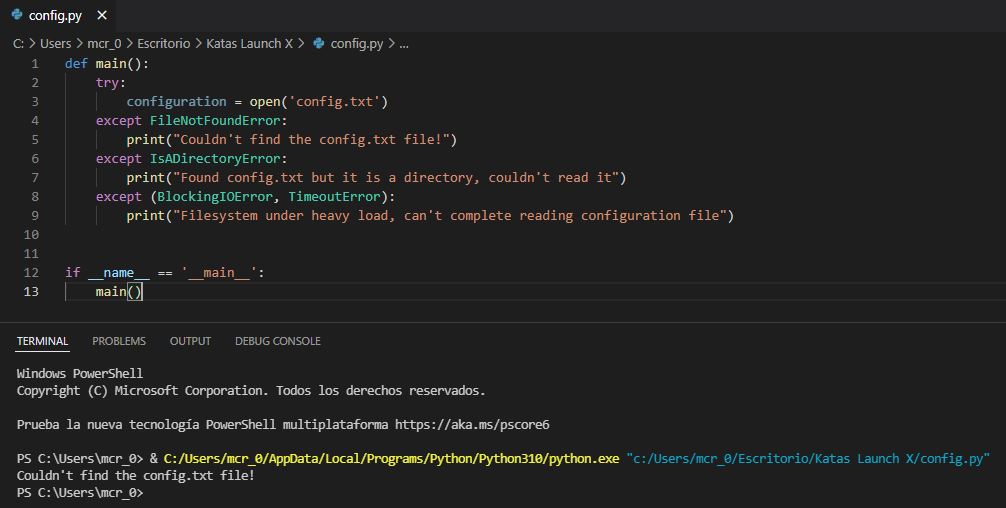 config.py
C: > Users > mcr_0 > Escritorio > Katas Launch X > config.py > ...
1 def main():
2     try:
3         configuration = open('config.txt')
4     except FileNotFoundError:
5         print("Couldn't find the config.txt file!")
6     except IsADirectoryError:
7         print("Found config.txt but it is a directory, couldn't read it")
8     except (BlockingIOError, TimeoutError):
9         print("Filesystem under heavy load, can't complete reading configuration file")
10
11
12 if __name__ == '__main__':
13     main()
TERMINAL PROBLEMS OUTPUT DEBUG CONSOLE
Windows PowerShell
Copyright (C) Microsoft Corporation. Todos los derechos reservados.
Prueba la nueva tecnología PowerShell multiplataforma https://aka.ms/pscore6
PS C:\Users\mcr_0> & C:/Users/mcr_0/AppData/Local/Programs/Python/Python310/python.exe "c:/Users/mcr_0/Escritorio/Katas Launch X/config.py"
Couldn't find the config.txt file!
PS C:\Users\mcr_0>